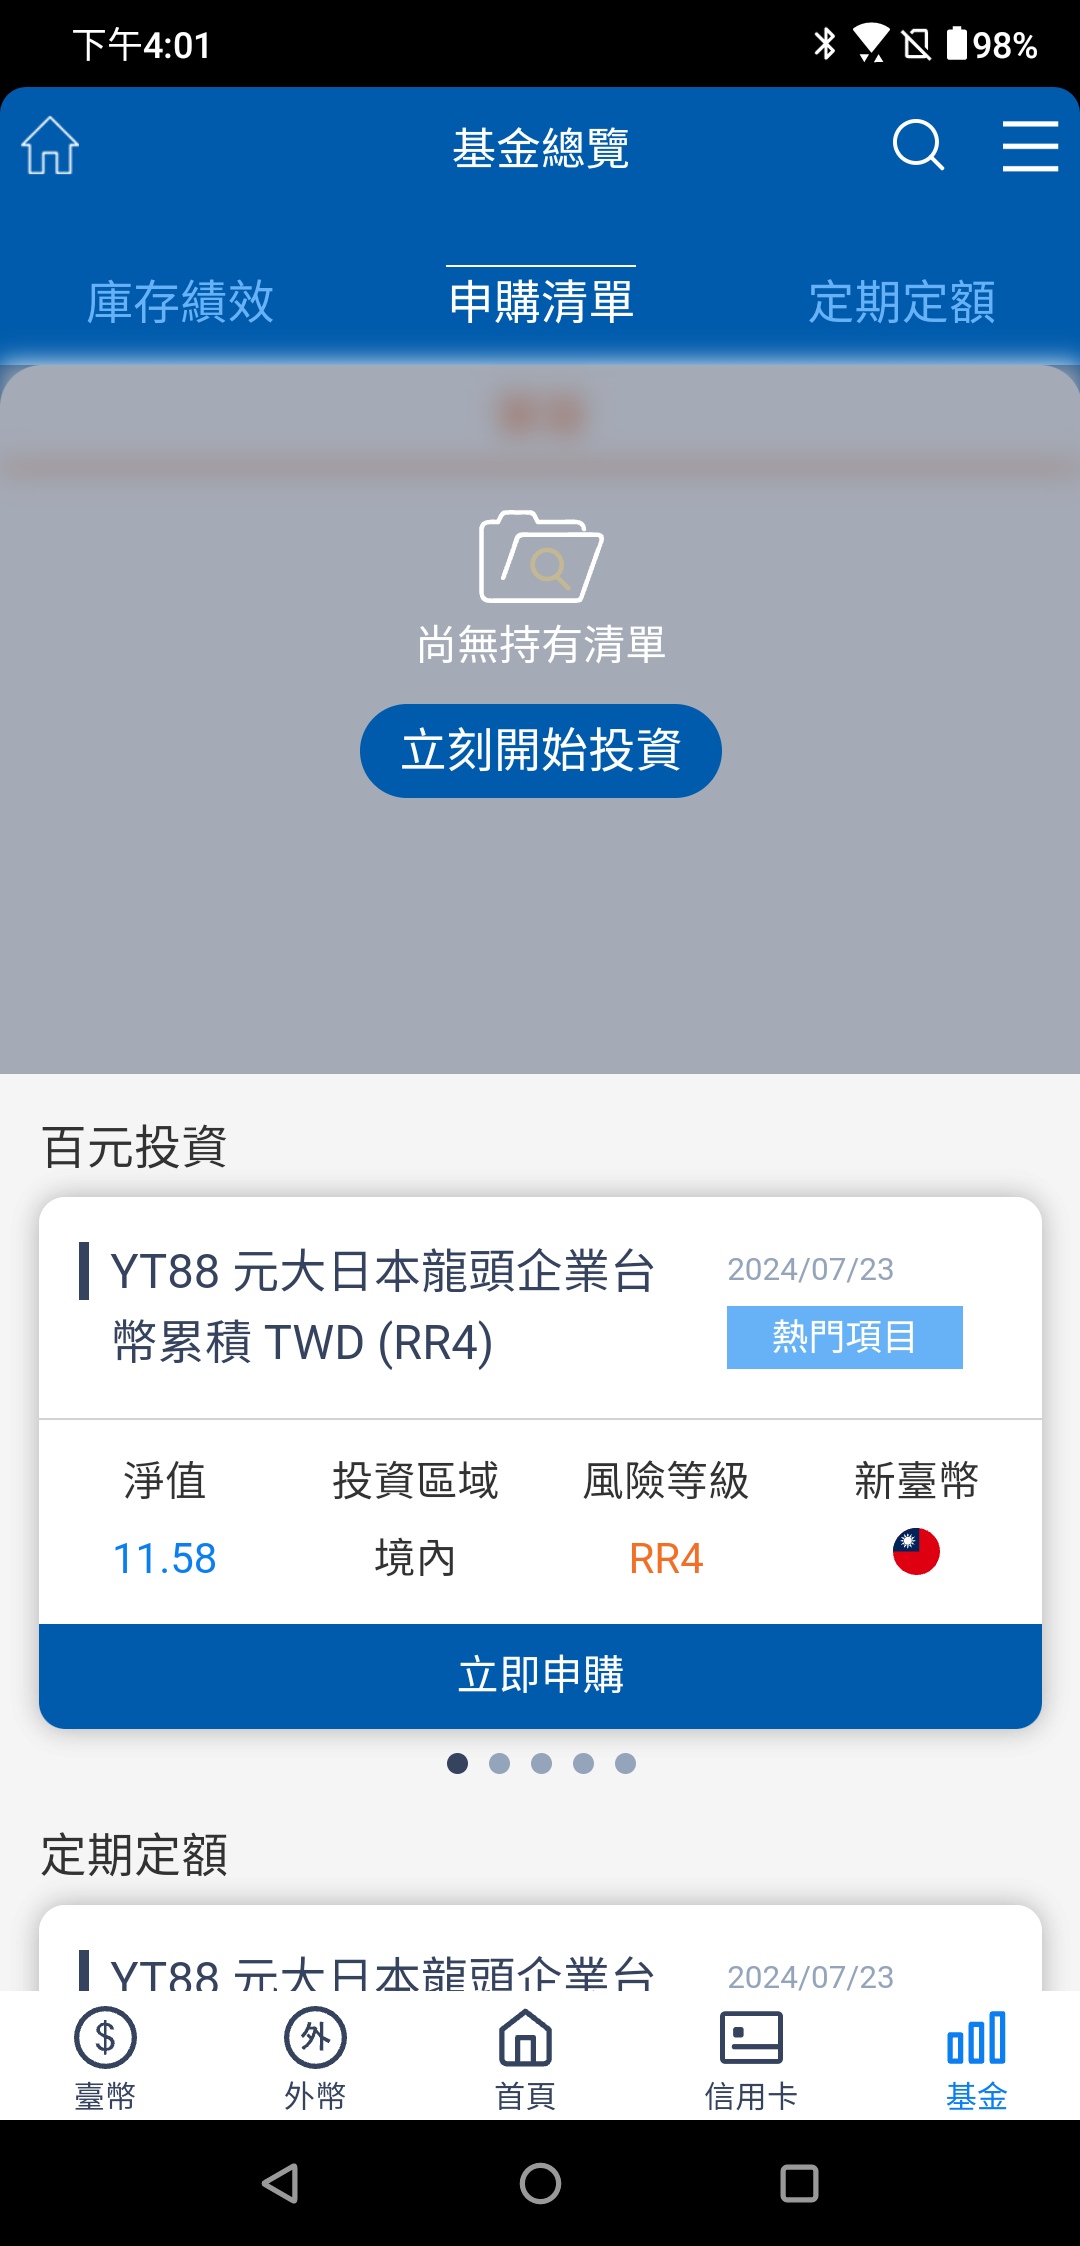 下午4:01
98%
基金總覽
庫存績效
申購清單
定期定額
尚無持有清單
立刻開始投資
百元投資
YT88 元大日本龍頭企業台
幣累積 TWD (RR4)
2024/07/23
熱門項目
淨值
投資區域
風險等級
新臺幣
11.58
境內
RR4
立即申購
定期定額
YT88 元大日本龍頭企業台
2024/07/23
$
外
臺幣
外幣
首頁
信用卡
基金